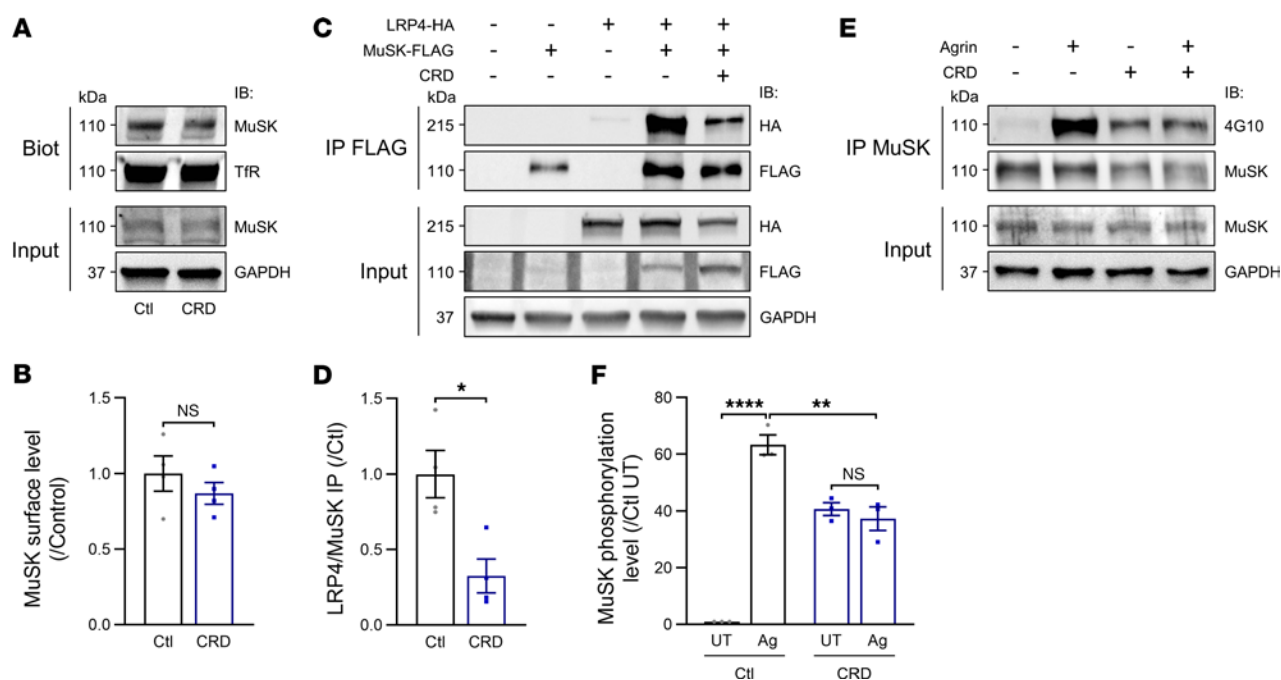 A
kDa
IB:
Biot
110
MuSK
110
TfR
Input
110
MuSK
37
GAPDH
Ctl CRD
C
LRP4-HA - - + + +
MuSK-FLAG - + - + +
CRD - - - - +
kDa
IB:
IP FLAG
215
HA
110
FLAG
Input
215
HA
110
FLAG
37
GAPDH
E
Agrin - + - +
CRD - - + +
kDa
IB:
IP MuSK
110
4G10
110
MuSK
Input
110
MuSK
37
GAPDH
B
MuSK surface level
(/Control)
1.5
1.0
0.5
0.0
NS
Ctl CRD
D
LRP4/MuSK IP (/Ctl)
1.5
1.0
0.5
0.0
*
Ctl CRD
F
MuSK phosphorylation
level (/Ctl UT)
80
60
40
20
0
**** **
NS
UT Ag UT Ag
Ctl CRD